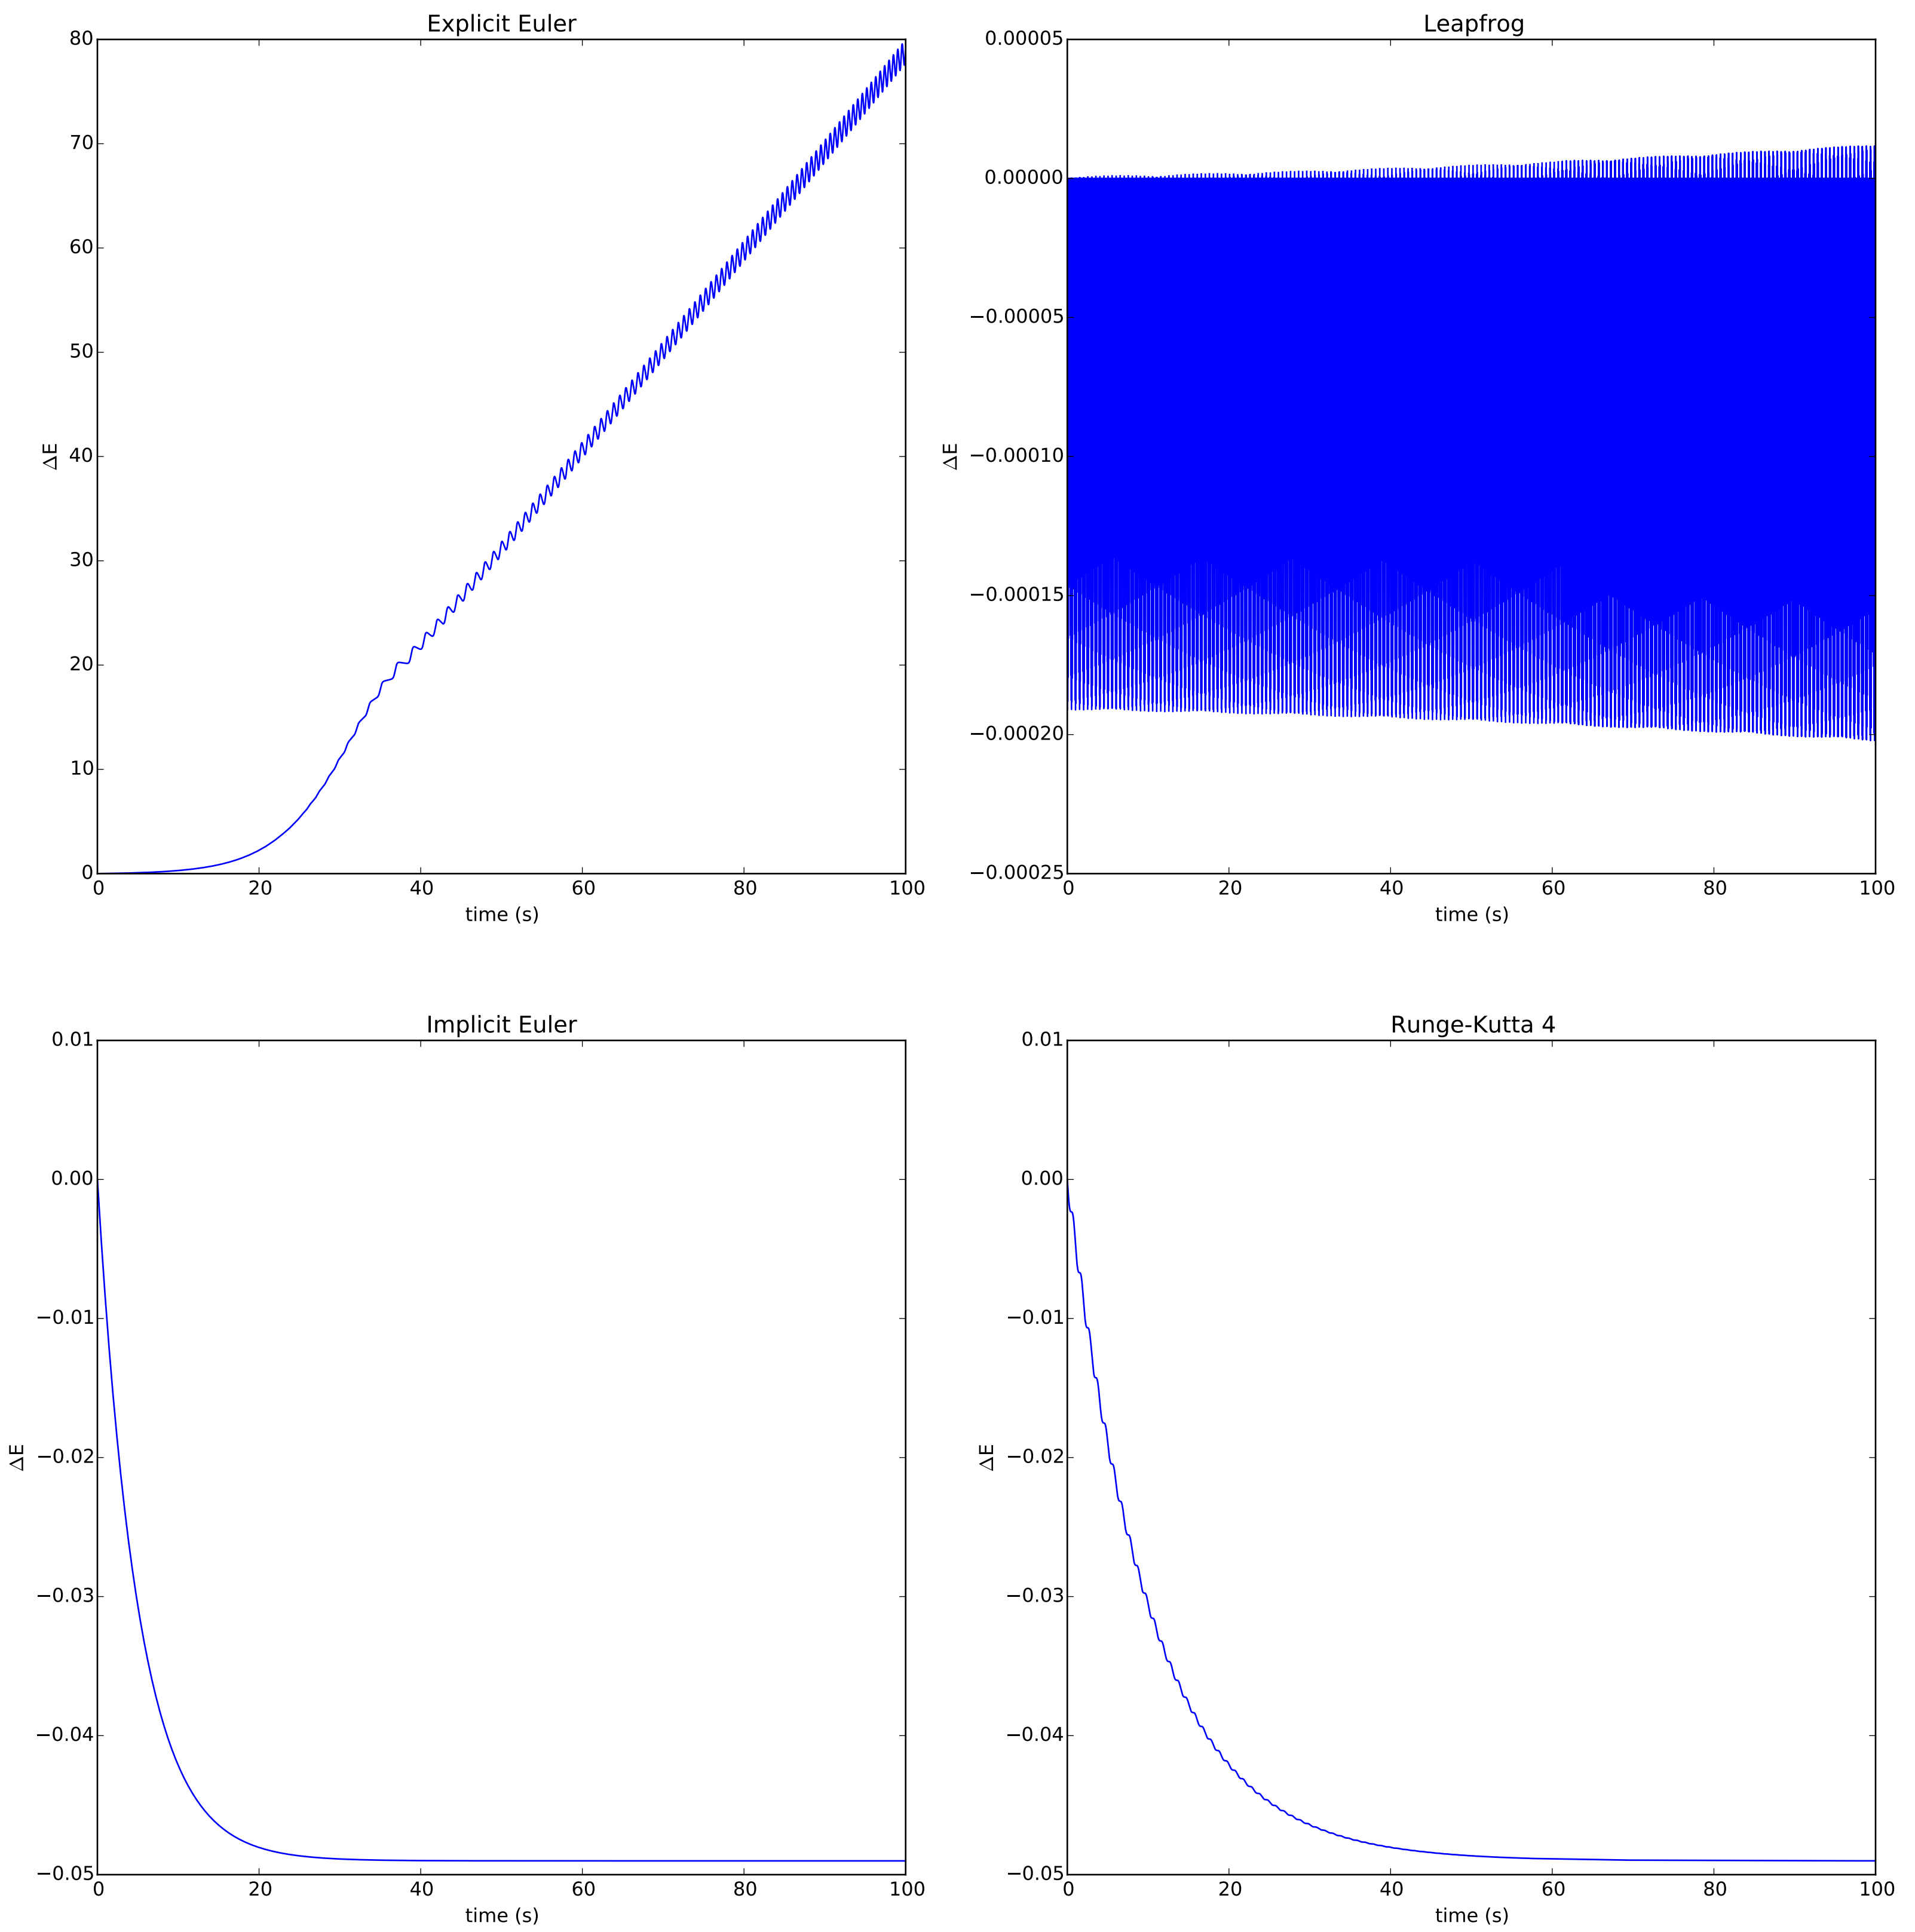 Explicit Euler
80
70
60
50
40
30
20
10
0
ΔE
0 20 40 60 80 100
time (s)
Leapfrog
0.00005
0.00000
−0.00005
−0.00010
−0.00015
−0.00020
−0.00025
ΔE
0 20 40 60 80 100
time (s)
Implicit Euler
0.01
0.00
−0.01
−0.02
−0.03
−0.04
−0.05
ΔE
0 20 40 60 80 100
time (s)
Runge-Kutta 4
0.01
0.00
−0.01
−0.02
−0.03
−0.04
−0.05
ΔE
0 20 40 60 80 100
time (s)